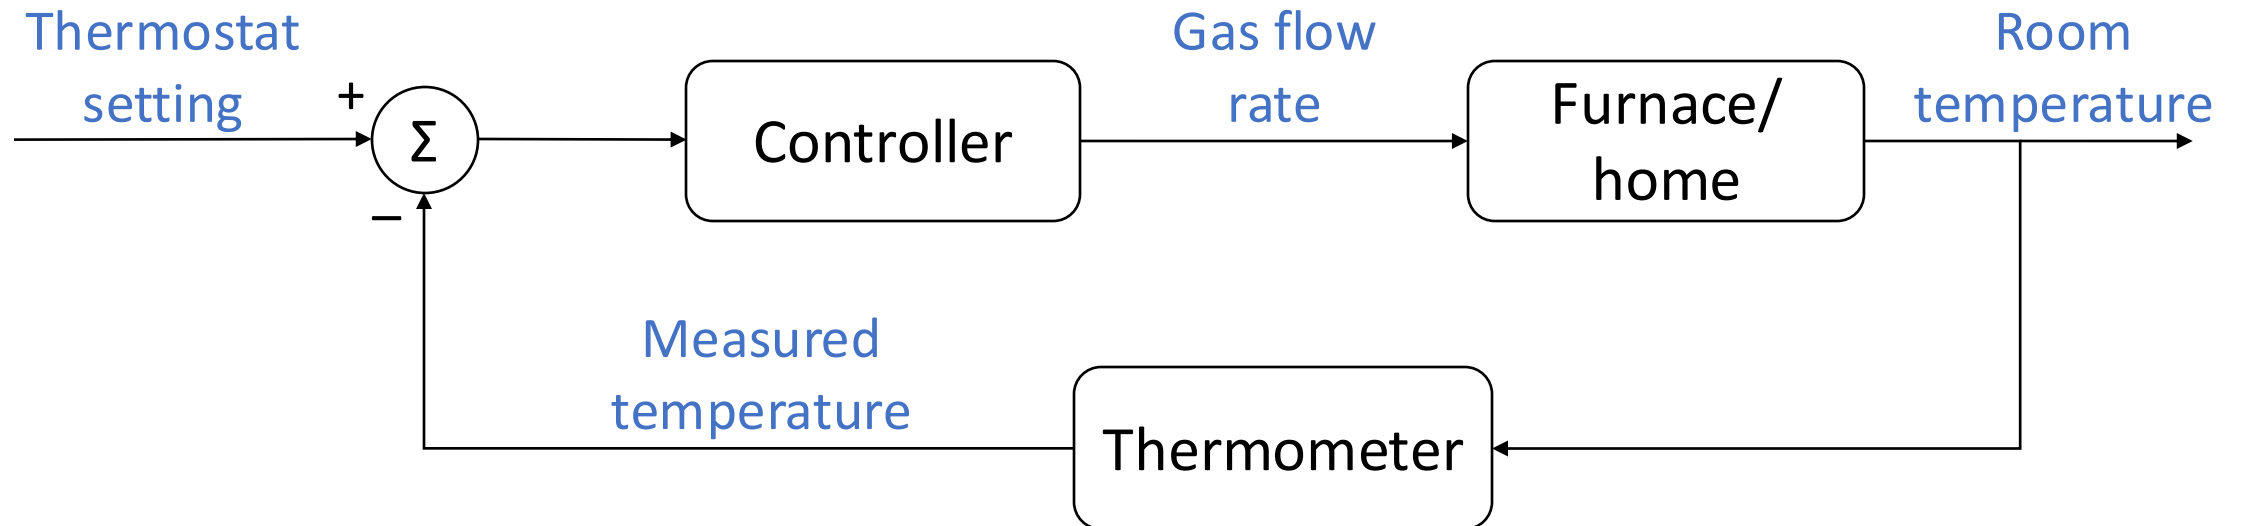 Thermostat
setting
+
Σ
−
Controller
Gas flow
rate
Furnace/
home
Room
temperature
Measured
temperature
Thermometer